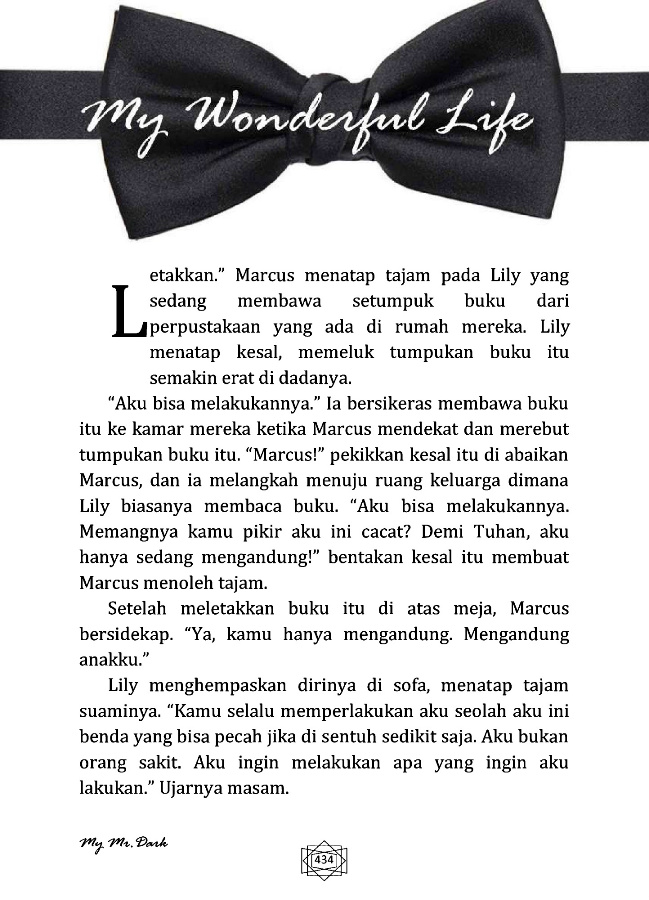 My Wonderful Life
Letakkan.” Marcus menatap tajam pada Lily yang
sedang membawa setumpuk buku dari
perpustakaan yang ada di rumah mereka. Lily
menatap kesal, memeluk tumpukan buku itu
semakin erat di dadanya.
“Aku bisa melakukannya.” Ia bersikeras membawa buku
itu ke kamar mereka ketika Marcus mendekat dan merebut
tumpukan buku itu. “Marcus!” pekikkan kesal itu di abaikan
Marcus, dan ia melangkah menuju ruang keluarga dimana
Lily biasanya membaca buku. “Aku bisa melakukannya.
Memangnya kamu pikir aku ini cacat? Demi Tuhan, aku
hanya sedang mengandung!” bentakan kesal itu membuat
Marcus menoleh tajam.
Setelah meletakkan buku itu di atas meja, Marcus
bersidekap. “Ya, kamu hanya mengandung. Mengandung
anakku.”
Lily menghempaskan dirinya di sofa, menatap tajam
suaminya. “Kamu selalu memperlakukan aku seolah aku ini
benda yang bisa pecah jika di sentuh sedikit saja. Aku bukan
orang sakit. Aku ingin melakukan apa yang ingin aku
lakukan.” Ujarnya masam.
My Mr. Dark
434